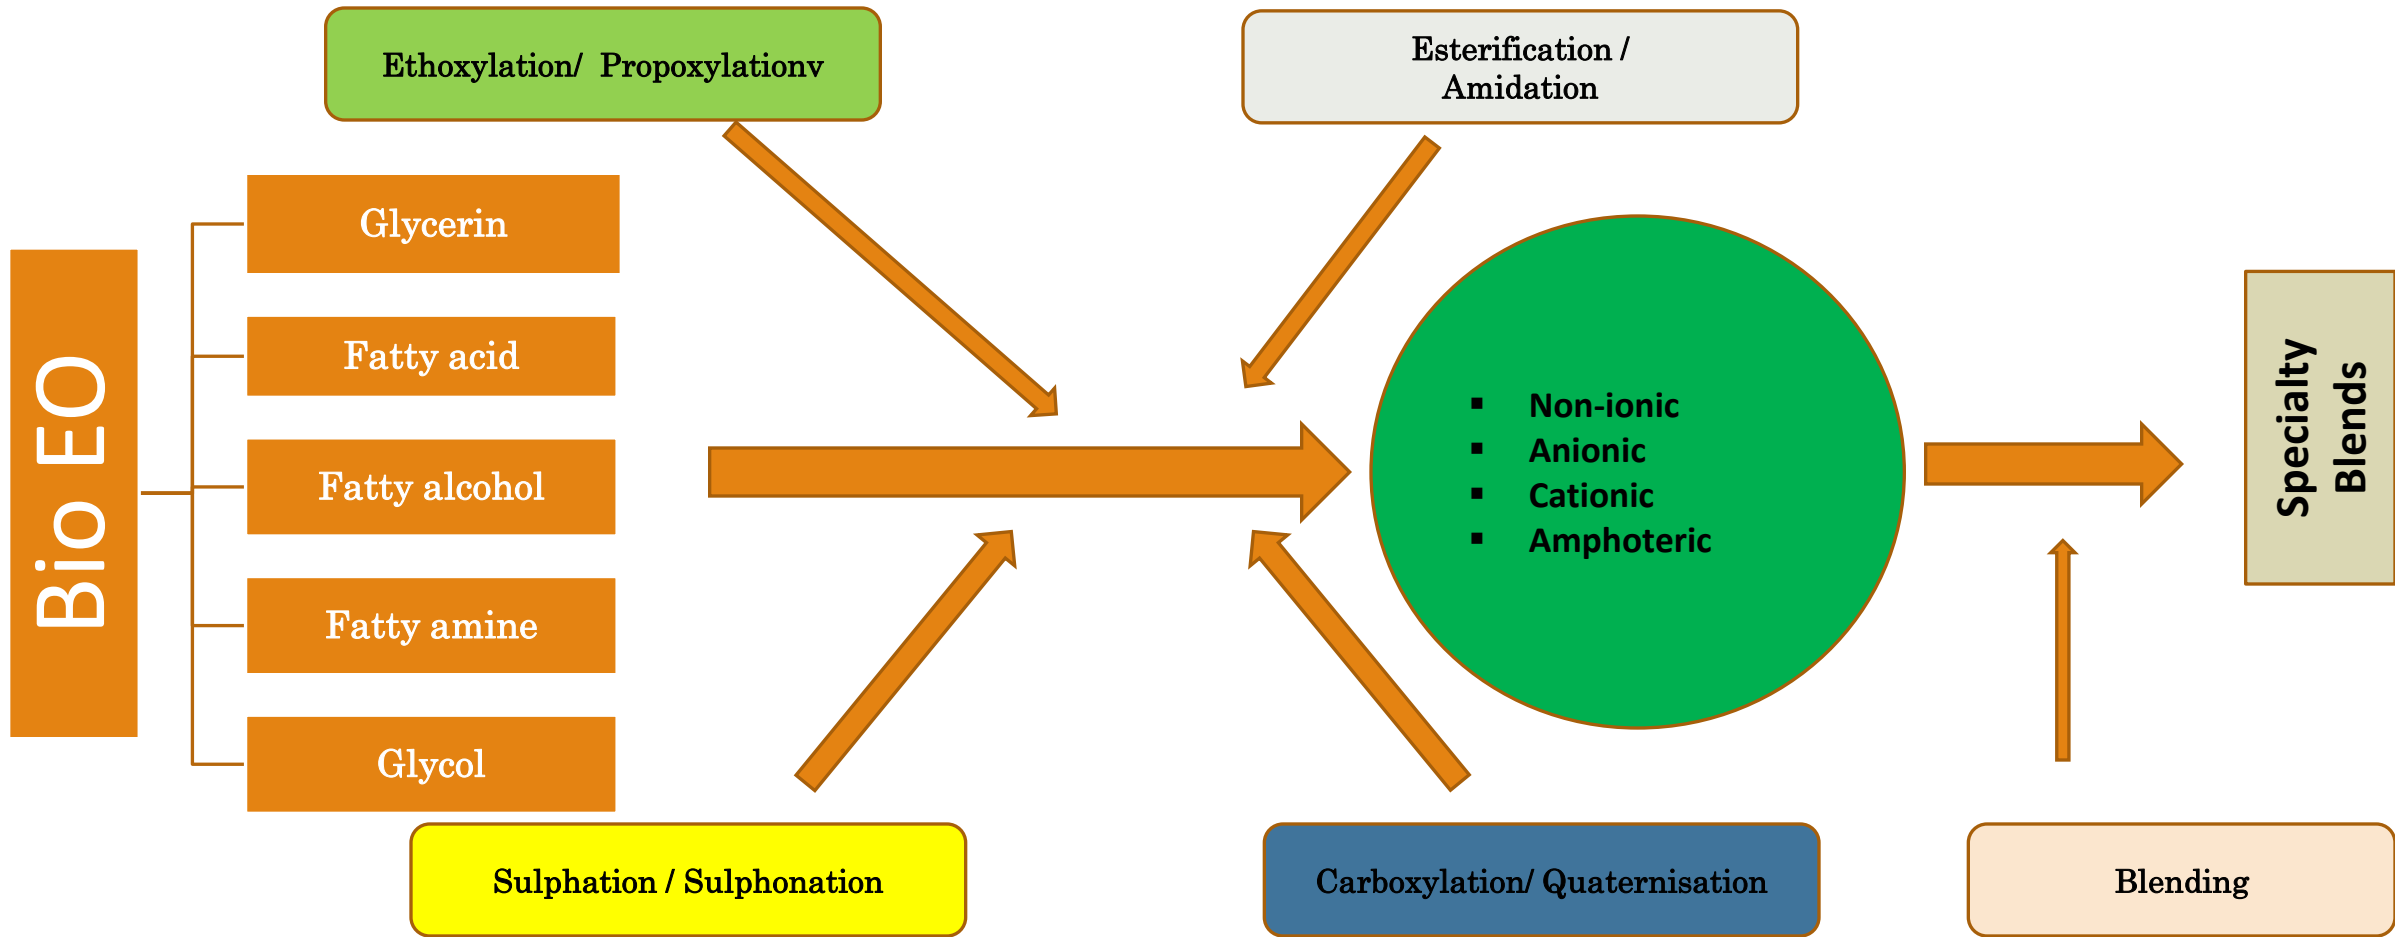 Ethoxylation/ Propoxylationv
Esterification /
Amidation
Bio EO
Glycerin
Fatty acid
Fatty alcohol
Fatty amine
Glycol
▪ Non-ionic
▪ Anionic
▪ Cationic
▪ Amphoteric
Specialty
Blends
Sulphation / Sulphonation
Carboxylation/ Quaternisation
Blending